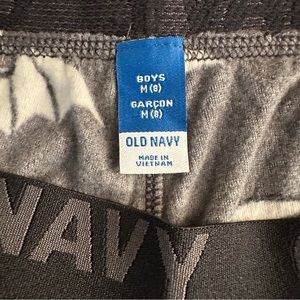 BOYS
M (8)
GARÇON
M (8)
OLD NAVY
MADE IN
VIETNAM
NAVY